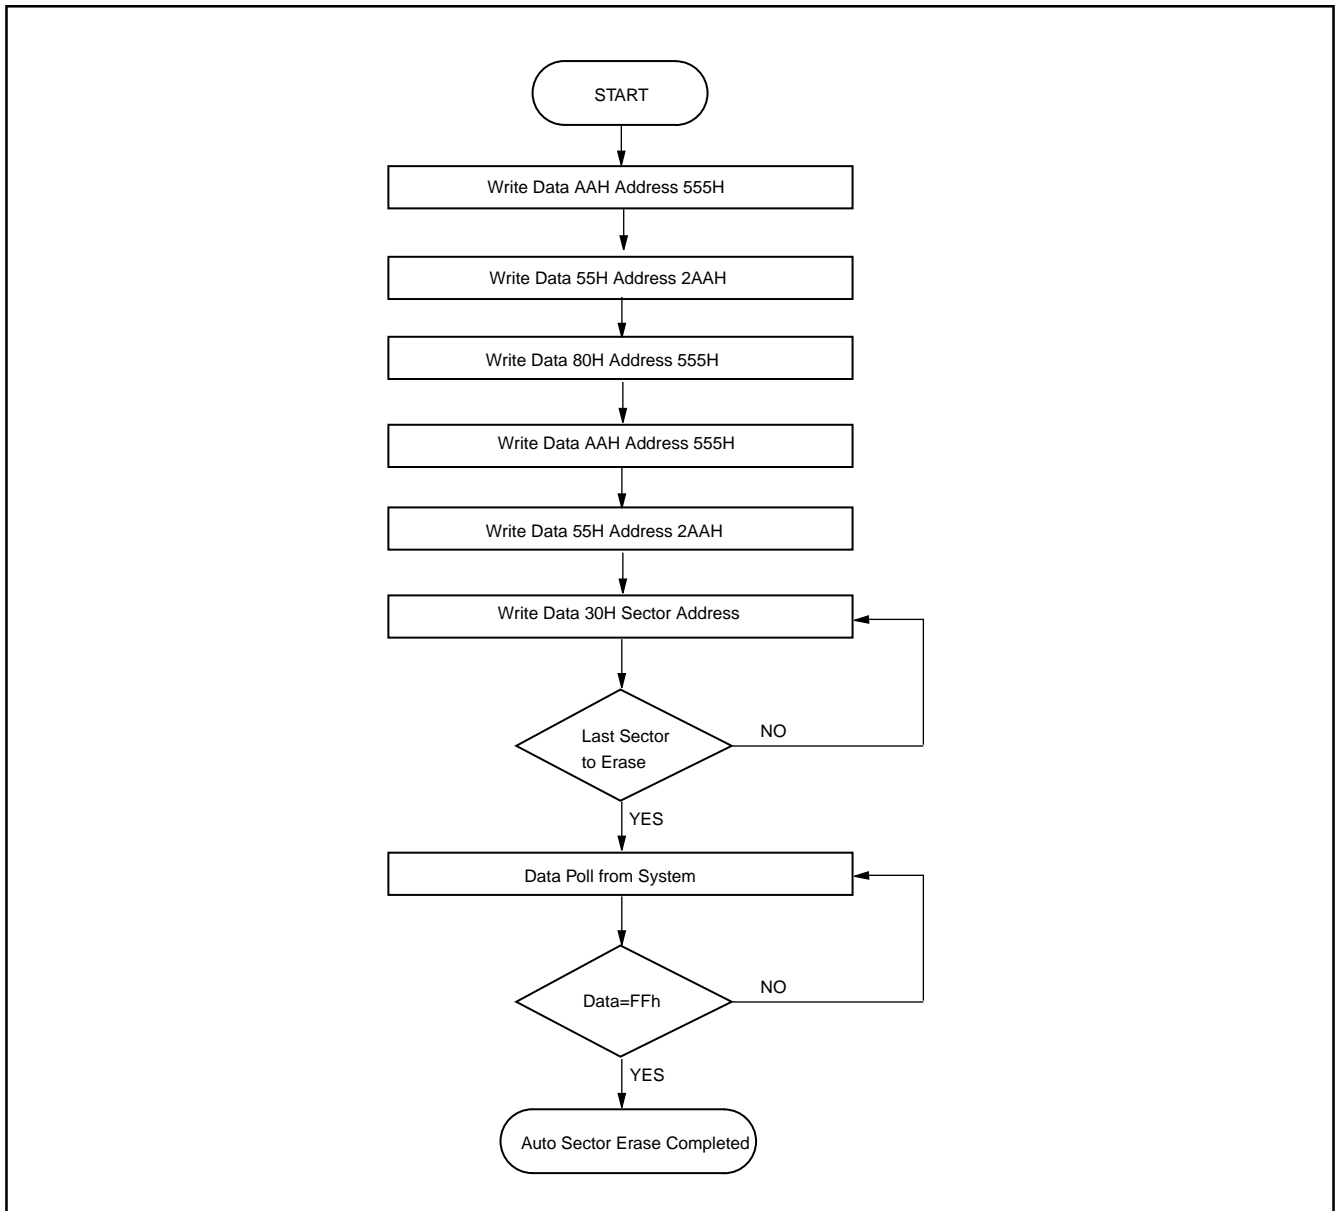 START
Write Data AAH Address 555H
Write Data 55H Address 2AAH
Write Data 80H Address 555H
Write Data AAH Address 555H
Write Data 55H Address 2AAH
Write Data 30H Sector Address
Last Sector
to Erase
NO
YES
Data Poll from System
Data=FFh
NO
YES
Auto Sector Erase Completed